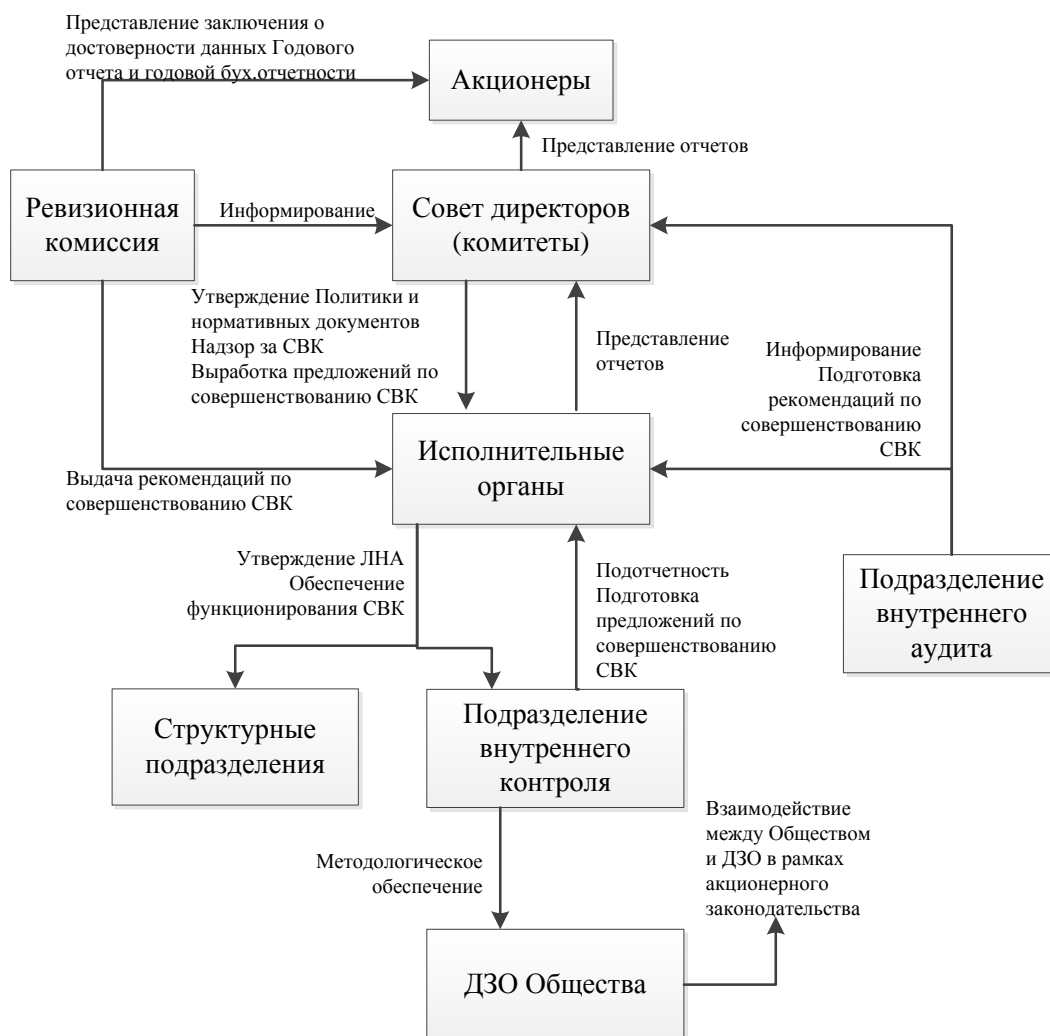 Представление заключения о
достоверности данных Годового
отчета и годовой бух.отчетности
Акционеры
Представление отчетов
Ревизионная
комиссия
Информирование
Совет директоров
(комитеты)
Утверждение Политики и
нормативных документов
Надзор за СВК
Выработка предложений по
совершенствованию СВК
Представление
отчетов
Информирование
Подготовка
рекомендаций по
совершенствованию
СВК
Исполнительные
органы
Выдача рекомендаций по
совершенствованию СВК
Утверждение ЛНА
Обеспечение
функционирования СВК
Подотчетность
Подготовка
предложений по
совершенствованию
СВК
Подразделение
внутреннего
аудита
Структурные
подразделения
Подразделение
внутреннего
контроля
Взаимодействие
между Обществом
и ДЗО в рамках
акционерного
законодательства
Методологическое
обеспечение
ДЗО Общества